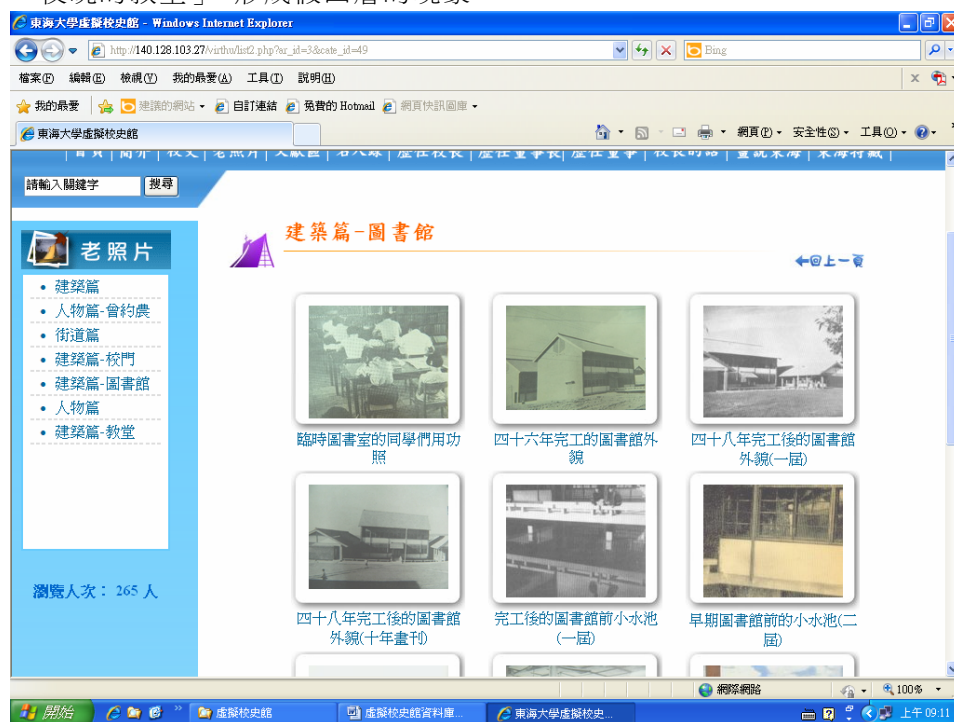 東海大學虛擬校史館 - Windows Internet Explorer
http://140.128.103.27/virthu/list2.php?ar_id=3&cate_id=49
Bing
檔案(F) 編輯(E) 檢視(V) 我的最愛(A) 工具(T) 說明(H)
我的最愛 建議的網站 自訂連結 免費的 Hotmail 網頁快訊圖庫
東海大學虛擬校史館
網頁(P) 安全性(S) 工具(O)
請輸入關鍵字 搜尋
建築篇-圖書館
老照片
回上一頁
• 建築篇
• 人物篇-曾約農
• 街道篇
• 建築篇-校門
• 建築篇-圖書館
• 人物篇
• 建築篇-教堂
臨時圖書室的同學們用功
照
四十六年完工的圖書館外
貌
四十八年完工後的圖書館
外貌(一屆)
四十八年完工後的圖書館
外貌(十年畫刊)
完工後的圖書館前小水池
(一屆)
早期圖書館前的小水池(二
屆)
瀏覽人次： 265 人
網際網路 100%
開始 虛擬校史館 虛擬校史館資料庫... 東海大學虛擬校史... 上午 09:11